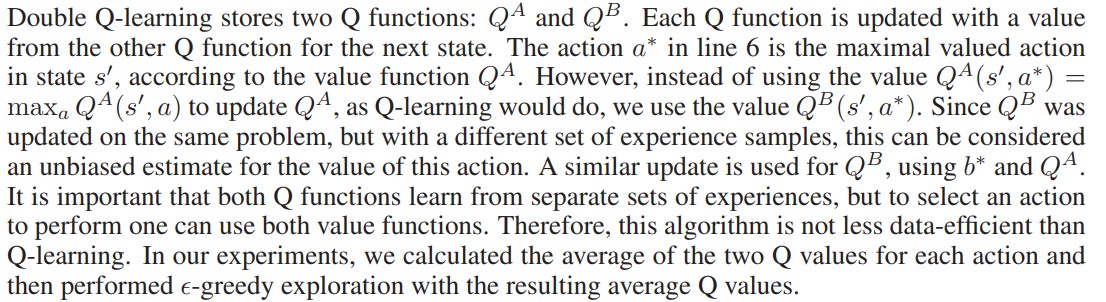 Double Q-learning stores two Q functions: Q^A and Q^B. Each Q function is updated with a value
from the other Q function for the next state. The action a* in line 6 is the maximal valued action
in state s′, according to the value function Q^A. However, instead of using the value Q^A(s′, a*) =
max_a Q^A(s′, a) to update Q^A, as Q-learning would do, we use the value Q^B(s′, a*). Since Q^B was
updated on the same problem, but with a different set of experience samples, this can be considered
an unbiased estimate for the value of this action. A similar update is used for Q^B, using b* and Q^A.
It is important that both Q functions learn from separate sets of experiences, but to select an action
to perform one can use both value functions. Therefore, this algorithm is not less data-efficient than
Q-learning. In our experiments, we calculated the average of the two Q values for each action and
then performed ϵ-greedy exploration with the resulting average Q values.